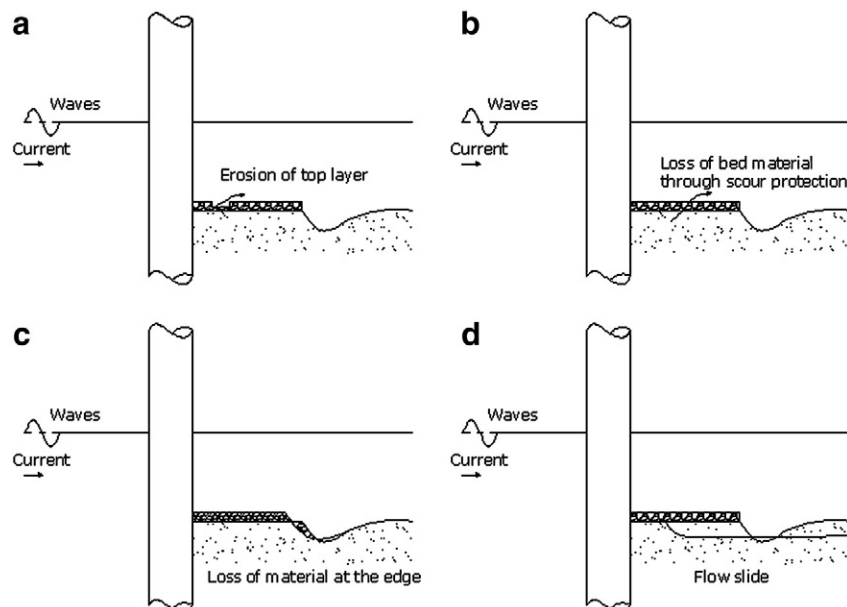 a
Waves
Current
Erosion of top layer
b
Waves
Current
Loss of bed material
through scour protection
c
Waves
Current
Loss of material at the edge
d
Waves
Current
Flow slide